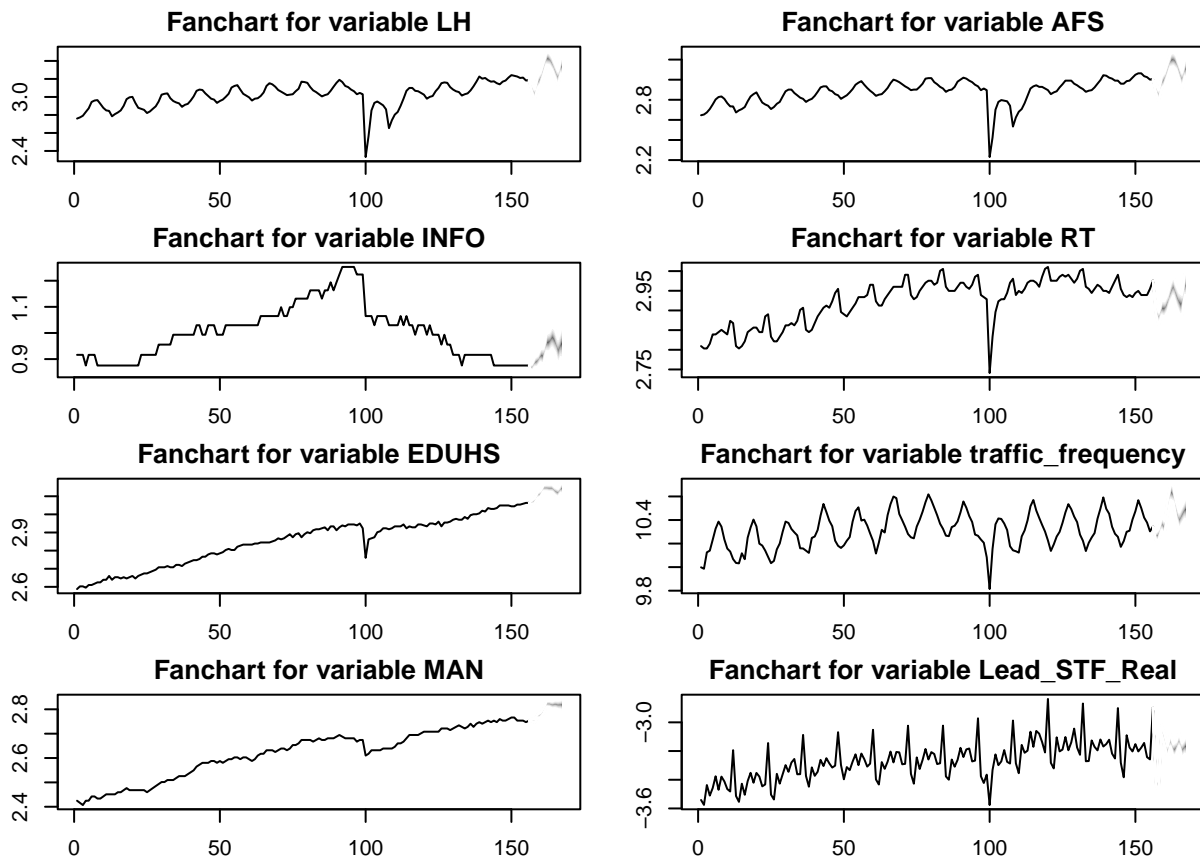 Fanchart for variable LH
2.4 3.0
0 50 100 150
Fanchart for variable AFS
2.2 2.8
0 50 100 150
Fanchart for variable INFO
0.9 1.1
0 50 100 150
Fanchart for variable RT
2.75 2.95
0 50 100 150
Fanchart for variable EDUHS
2.6 2.9
0 50 100 150
Fanchart for variable traffic_frequency
9.8 10.4
0 50 100 150
Fanchart for variable MAN
2.4 2.6 2.8
0 50 100 150
Fanchart for variable Lead_STF_Real
−3.6 −3.0
0 50 100 150